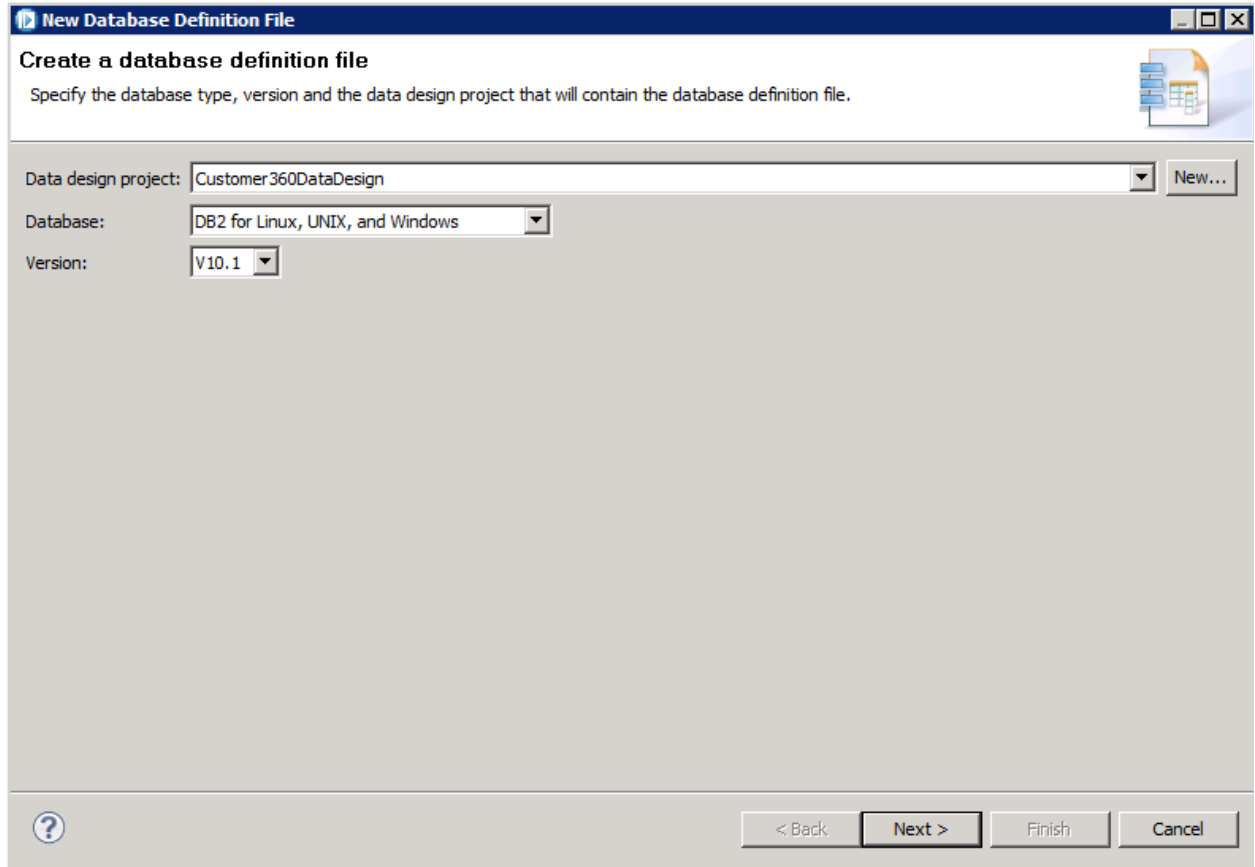 New Database Definition File
Create a database definition file
Specify the database type, version and the data design project that will contain the database definition file.
Data design project: Customer360DataDesign New...
Database: DB2 for Linux, UNIX, and Windows
Version: V10.1
? < Back Next > Finish Cancel